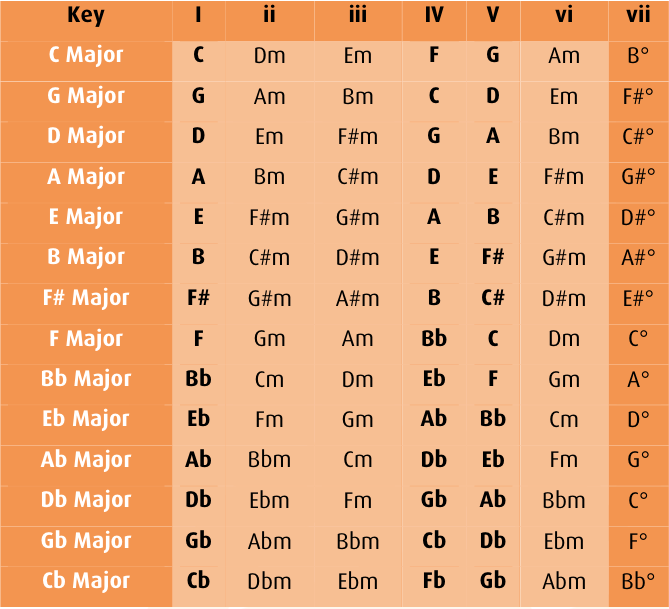 Key I ii iii IV V vi vii
C Major C Dm Em F G Am B°
G Major G Am Bm C D Em F#°
D Major D Em F#m G A Bm C#°
A Major A Bm C#m D E F#m G#°
E Major E F#m G#m A B C#m D#°
B Major B C#m D#m E F# G#m A#°
F# Major F# G#m A#m B C# D#m E#°
F Major F Gm Am Bb C Dm C°
Bb Major Bb Cm Dm Eb F Gm A°
Eb Major Eb Fm Gm Ab Bb Cm D°
Ab Major Ab Bbm Cm Db Eb Fm G°
Db Major Db Ebm Fm Gb Ab Bbm C°
Gb Major Gb Abm Bbm Cb Db Ebm F°
Cb Major Cb Dbm Ebm Fb Gb Abm Bb°